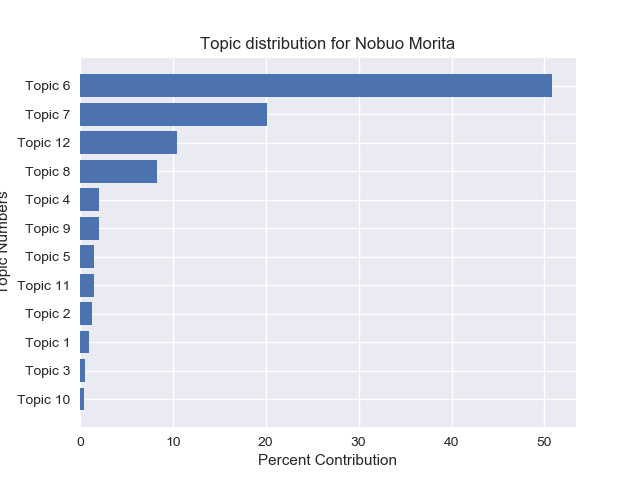 Topic distribution for Nobuo Morita
Topic 6
Topic 7
Topic 12
Topic 8
Topic 4
Topic 9
Topic 5
Topic 11
Topic 2
Topic 1
Topic 3
Topic 10
Topic Numbers
0 10 20 30 40 50
Percent Contribution